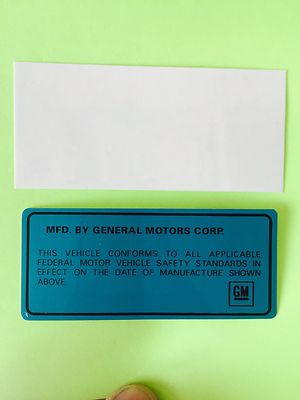 MFD. BY GENERAL MOTORS CORP.
THIS VEHICLE CONFORMS TO ALL APPLICABLE
FEDERAL MOTOR VEHICLE SAFETY STANDARDS IN
EFFECT ON THE DATE OF MANUFACTURE SHOWN
ABOVE.
GM